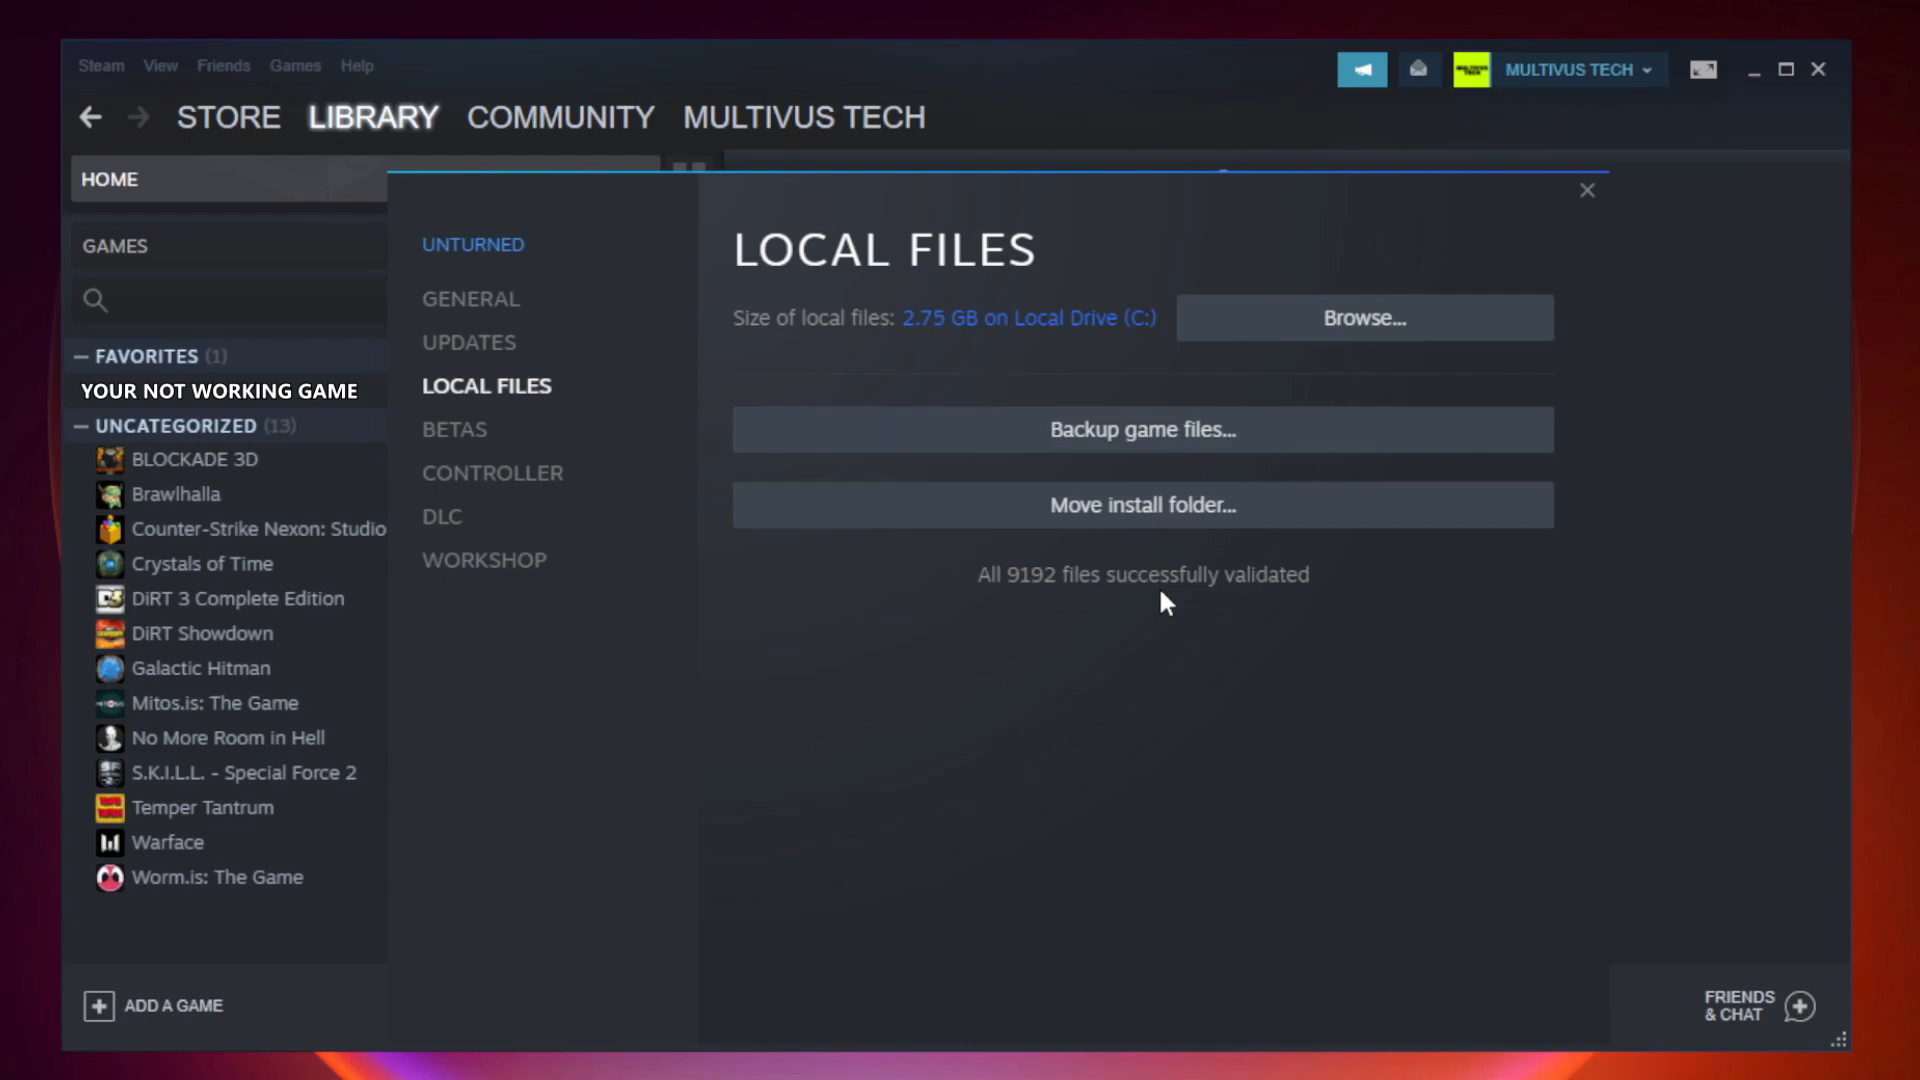 Steam View Friends Games Help
MULTIVUS TECH
STORE LIBRARY COMMUNITY MULTIVUS TECH
HOME
GAMES
FAVORITES (1)
YOUR NOT WORKING GAME
UNCATEGORIZED (13)
BLOCKADE 3D
Brawlhalla
Counter-Strike Nexon: Studio
Crystals of Time
DiRT 3 Complete Edition
DiRT Showdown
Galactic Hitman
Mitos.is: The Game
No More Room in Hell
S.K.I.L.L. - Special Force 2
Temper Tantrum
Warface
Worm.is: The Game
ADD A GAME
UNTURNED
GENERAL
UPDATES
LOCAL FILES
BETAS
CONTROLLER
DLC
WORKSHOP
LOCAL FILES
Size of local files: 2.75 GB on Local Drive (C:) Browse...
Backup game files...
Move install folder...
All 9192 files successfully validated
FRIENDS
& CHAT